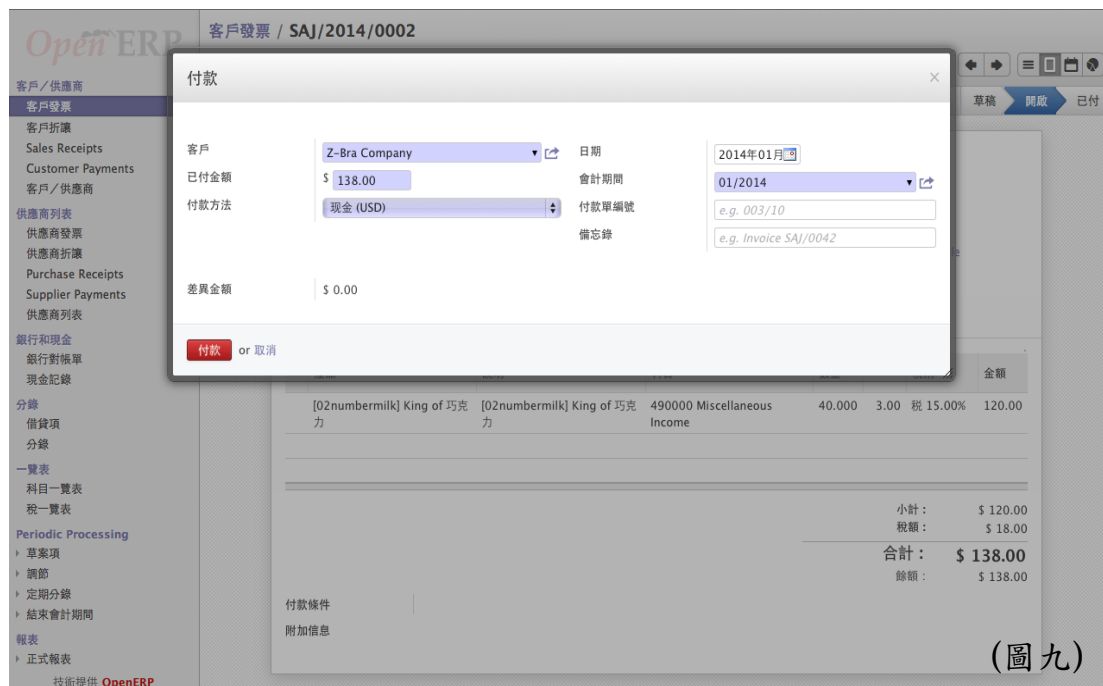 Open ERP
客戶發票 / SAJ/2014/0002
客戶／供應商
客戶發票
客戶折讓
Sales Receipts
Customer Payments
客戶／供應商
供應商列表
供應商發票
供應商折讓
Purchase Receipts
Supplier Payments
供應商列表
銀行和現金
銀行對帳單
現金記錄
分錄
借貸項
分錄
一覽表
科目一覽表
稅一覽表
Periodic Processing
草案項
調節
定期分錄
結束會計期間
報表
正式報表
技術提供 OpenERP
草稿 開啟 已付
付款 ×
客戶 Z-Bra Company 日期 2014年01月
已付金額 $ 138.00 會計期間 01/2014
付款方法 现金 (USD) 付款單編號 e.g. 003/10
備忘錄 e.g. Invoice SAJ/0042
差異金額 $ 0.00
付款 or 取消
金額
[02numbermilk] King of 巧克 [02numbermilk] King of 巧克 490000 Miscellaneous 40.000 3.00 税 15.00% 120.00
力 力 Income
小計： $ 120.00
稅額： $ 18.00
合計： $ 138.00
餘額： $ 138.00
付款條件
附加信息
(圖九)